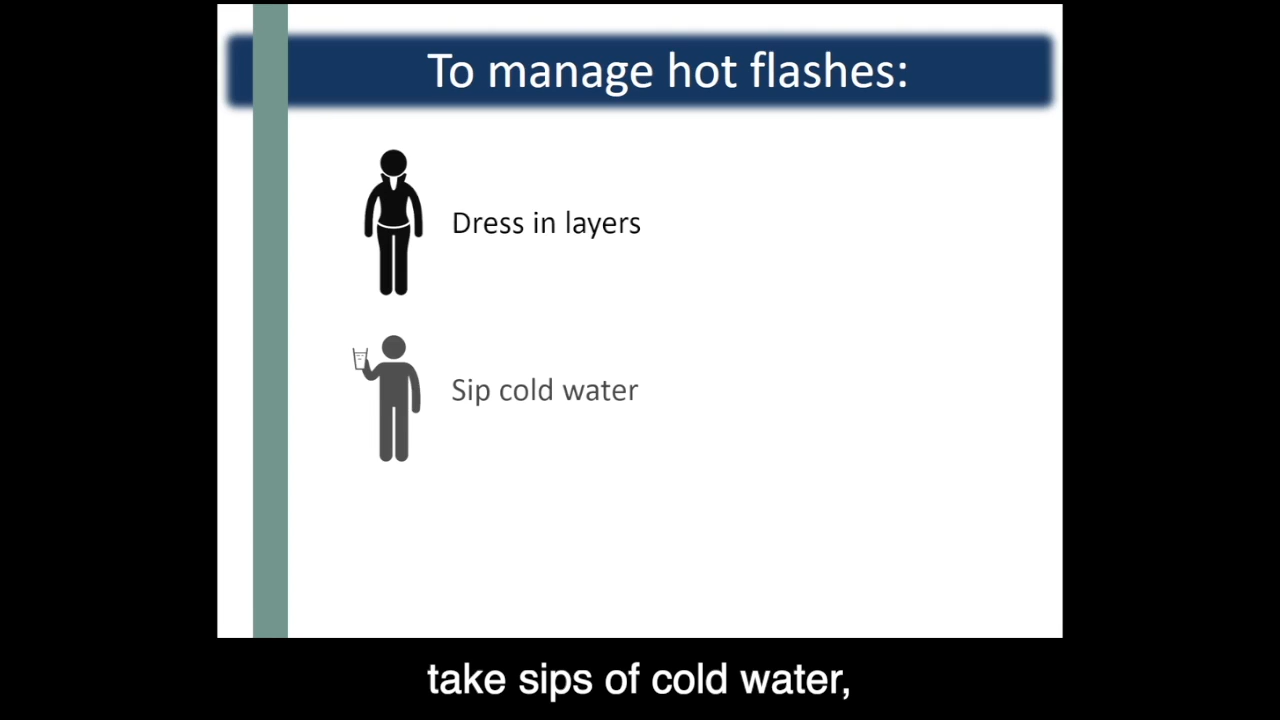 To manage hot flashes:
Dress in layers
Sip cold water
take sips of cold water,